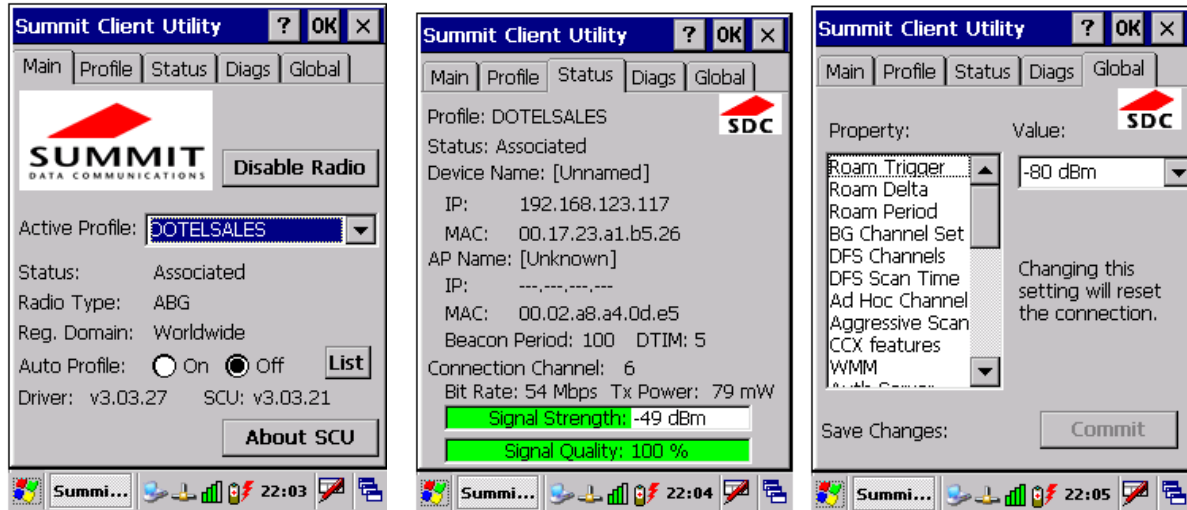 Summit Client Utility ? OK ×
Main Profile Status Diags Global
SUMMIT
DATA COMMUNICATIONS
Disable Radio
Active Profile: DOTELSALES
Status: Associated
Radio Type: ABG
Reg. Domain: Worldwide
Auto Profile: On Off List
Driver: v3.03.27 SCU: v3.03.21
About SCU
Summi... 22:03
Summit Client Utility ? OK ×
Main Profile Status Diags Global
Profile: DOTELSALES
SDC
Status: Associated
Device Name: [Unnamed]
IP: 192.168.123.117
MAC: 00.17.23.a1.b5.26
AP Name: [Unknown]
IP: ---.---.---.---
MAC: 00.02.a8.a4.0d.e5
Beacon Period: 100 DTIM: 5
Connection Channel: 6
Bit Rate: 54 Mbps Tx Power: 79 mW
Signal Strength: -49 dBm
Signal Quality: 100 %
Summi... 22:04
Summit Client Utility ? OK ×
Main Profile Status Diags Global
SDC
Property: Value:
Roam Trigger -80 dBm
Roam Delta
Roam Period
BG Channel Set
DFS Channels
DFS Scan Time
Ad Hoc Channel
Aggressive Scan
CCX features
WMM
Changing this
setting will reset
the connection.
Save Changes: Commit
Summi... 22:05